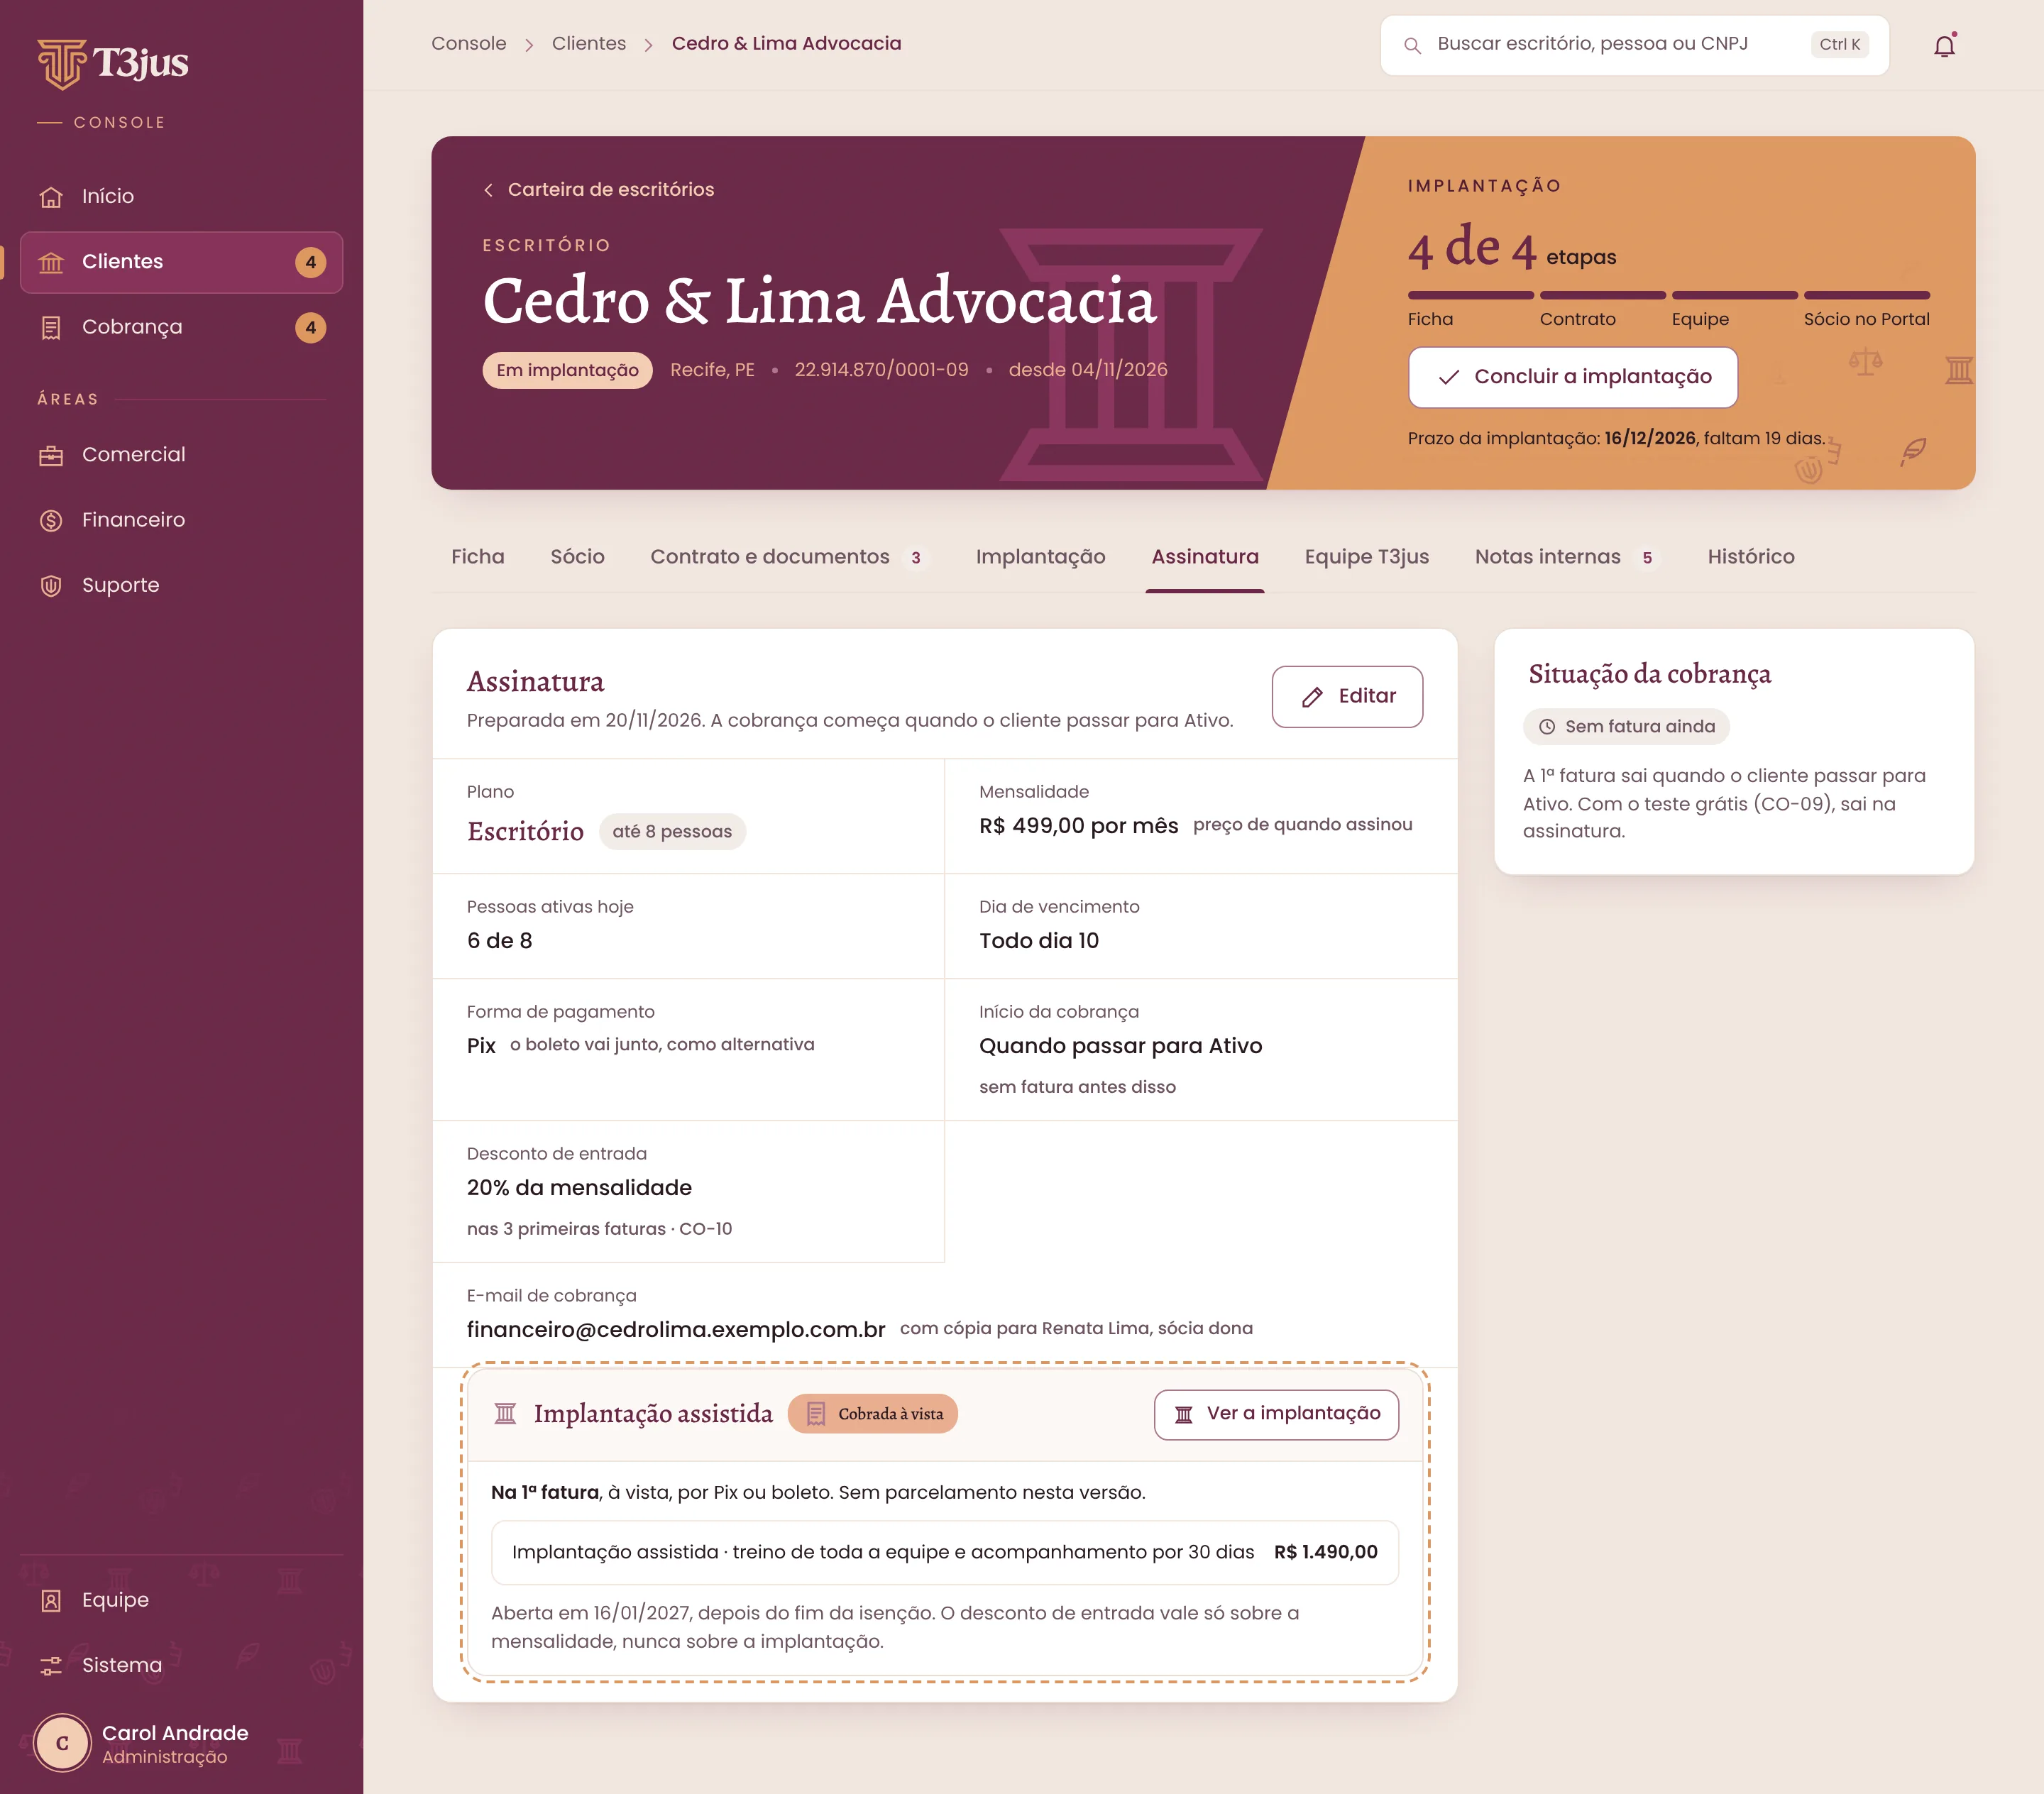 T3jus
CONSOLE
Início
Clientes 4
Cobrança 4
ÁREAS
Comercial
Financeiro
Suporte
Equipe
Sistema
C
Carol Andrade
Administração
Console > Clientes > Cedro & Lima Advocacia
Buscar escritório, pessoa ou CNPJ Ctrl K
Carteira de escritórios
ESCRITÓRIO
Cedro & Lima Advocacia
Em implantação Recife, PE • 22.914.870/0001-09 • desde 04/11/2026
IMPLANTAÇÃO
4 de 4 etapas
Ficha Contrato Equipe Sócio no Portal
Concluir a implantação
Prazo da implantação: 16/12/2026, faltam 19 dias.
Ficha Sócio Contrato e documentos 3 Implantação Assinatura Equipe T3jus Notas internas 5 Histórico
Assinatura
Preparada em 20/11/2026. A cobrança começa quando o cliente passar para Ativo.
Editar
Plano
Escritório até 8 pessoas
Mensalidade
R$ 499,00 por mês preço de quando assinou
Pessoas ativas hoje
6 de 8
Dia de vencimento
Todo dia 10
Forma de pagamento
Pix o boleto vai junto, como alternativa
Início da cobrança
Quando passar para Ativo
sem fatura antes disso
Desconto de entrada
20% da mensalidade
nas 3 primeiras faturas · CO-10
E-mail de cobrança
financeiro@cedrolima.exemplo.com.br com cópia para Renata Lima, sócia dona
Implantação assistida Cobrada à vista
Ver a implantação
Na 1ª fatura, à vista, por Pix ou boleto. Sem parcelamento nesta versão.
Implantação assistida · treino de toda a equipe e acompanhamento por 30 dias R$ 1.490,00
Aberta em 16/01/2027, depois do fim da isenção. O desconto de entrada vale só sobre a
mensalidade, nunca sobre a implantação.
Situação da cobrança
Sem fatura ainda
A 1ª fatura sai quando o cliente passar para
Ativo. Com o teste grátis (CO-09), sai na
assinatura.